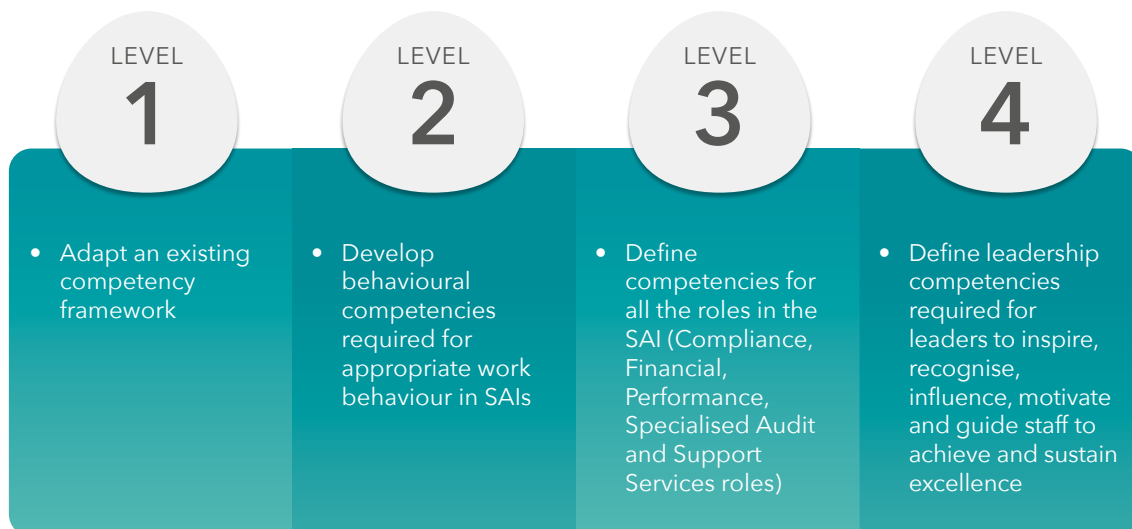 LEVEL
1
• Adapt an existing
competency
framework
LEVEL
2
• Develop
behavioural
competencies
required for
appropriate work
behaviour in SAIs
LEVEL
3
• Define
competencies for
all the roles in the
SAI (Compliance,
Financial,
Performance,
Specialised Audit
and Support
Services roles)
LEVEL
4
• Define leadership
competencies
required for
leaders to inspire,
recognise,
influence, motivate
and guide staff to
achieve and sustain
excellence